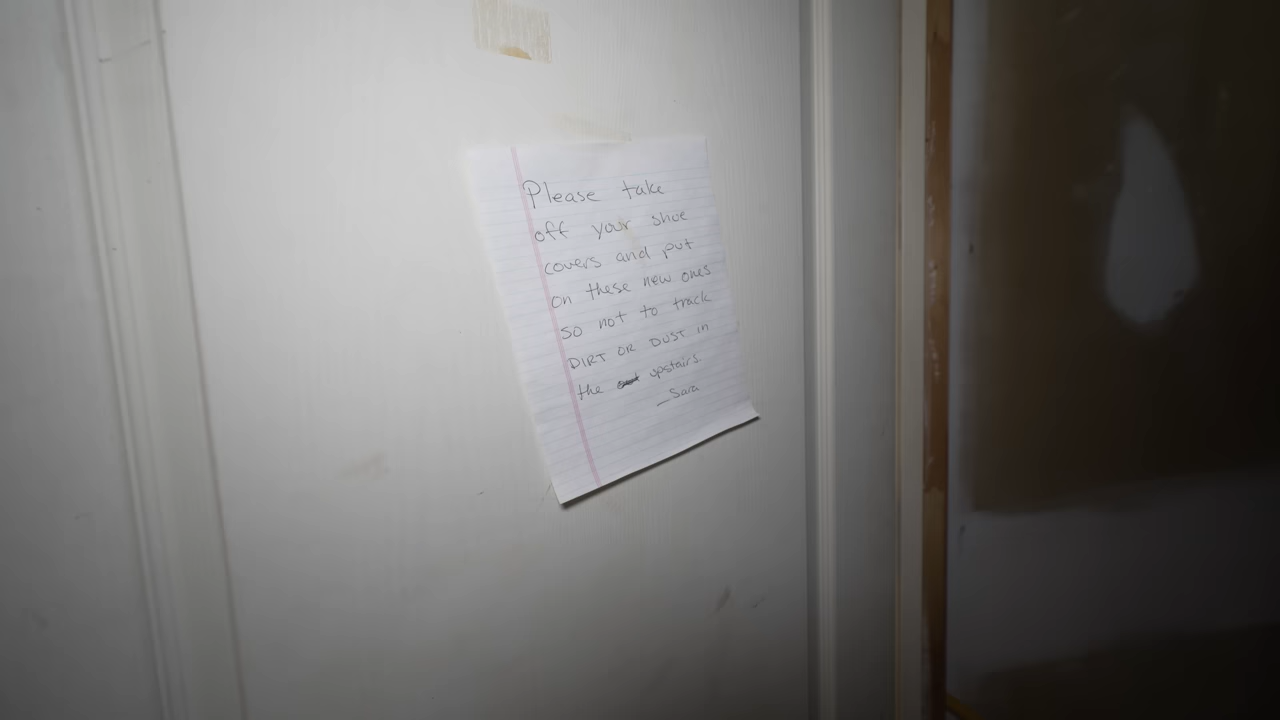 Please take
off your shoe
covers and put
on these new ones
so not to track
DIRT OR DUST in
the upstairs.
—Sara